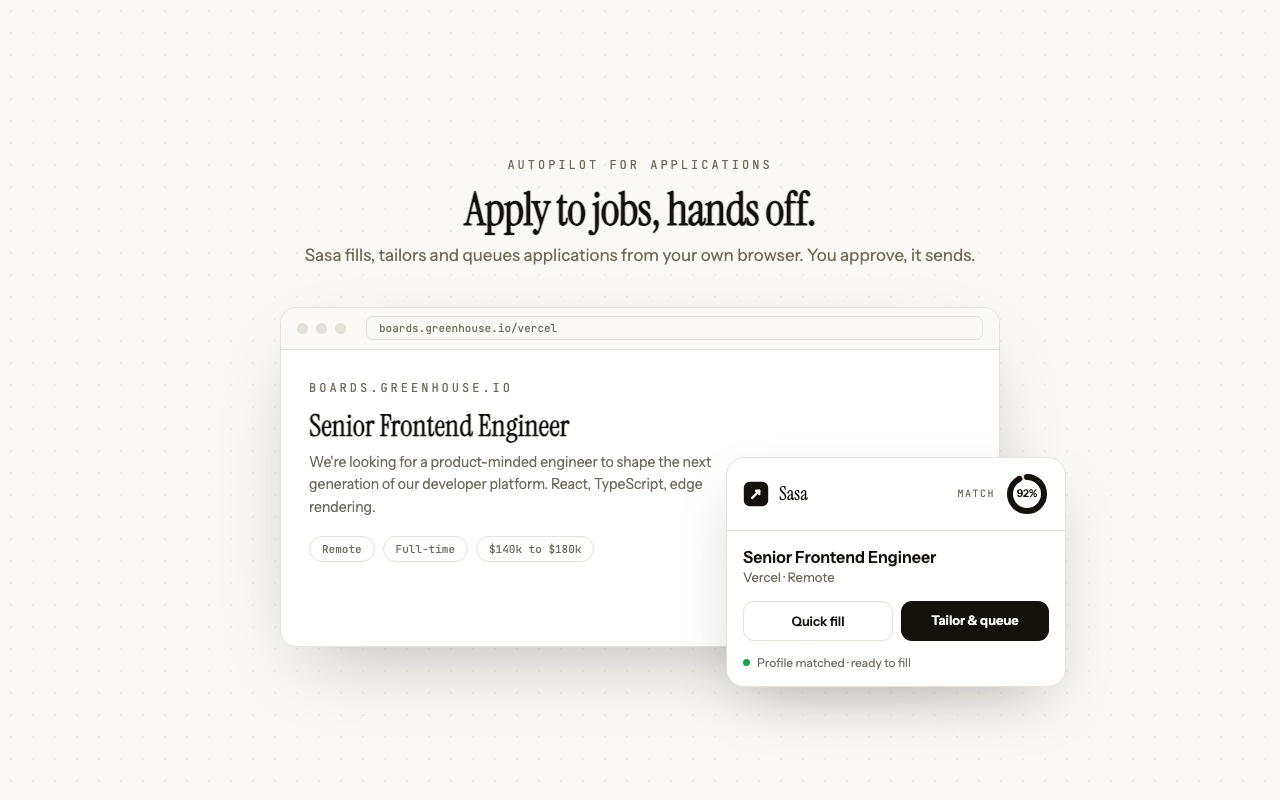 AUTOPILOT FOR APPLICATIONS
Apply to jobs, hands off.
Sasa fills, tailors and queues applications from your own browser. You approve, it sends.
boards.greenhouse.io/vercel
BOARDS.GREENHOUSE.IO
Senior Frontend Engineer
We're looking for a product-minded engineer to shape the next
generation of our developer platform. React, TypeScript, edge
rendering.
Remote Full-time $140k to $180k
Sasa MATCH 92%
Senior Frontend Engineer
Vercel · Remote
Quick fill Tailor & queue
Profile matched · ready to fill